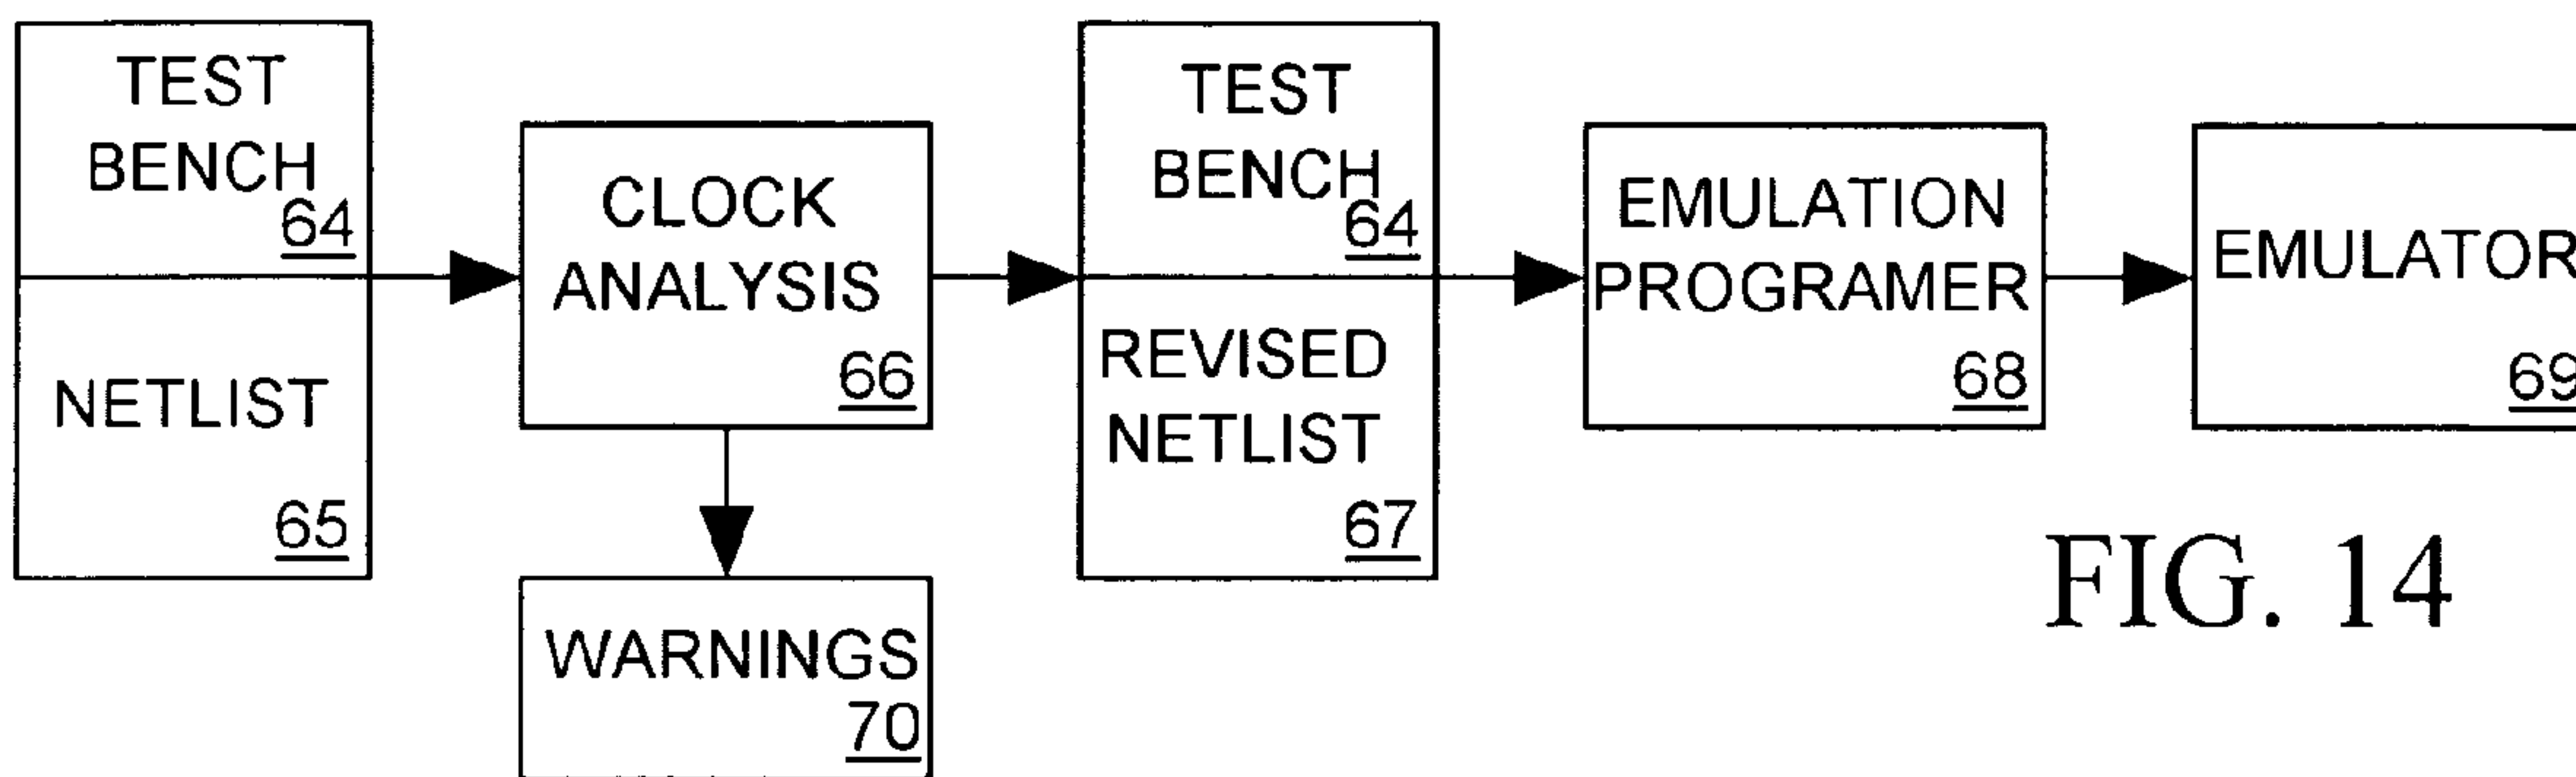 TEST
BENCH
64
NETLIST
65
CLOCK
ANALYSIS
66
WARNINGS
70
TEST
BENCH
64
REVISED
NETLIST
67
EMULATION
PROGRAMER
68
EMULATOR
69
FIG. 14